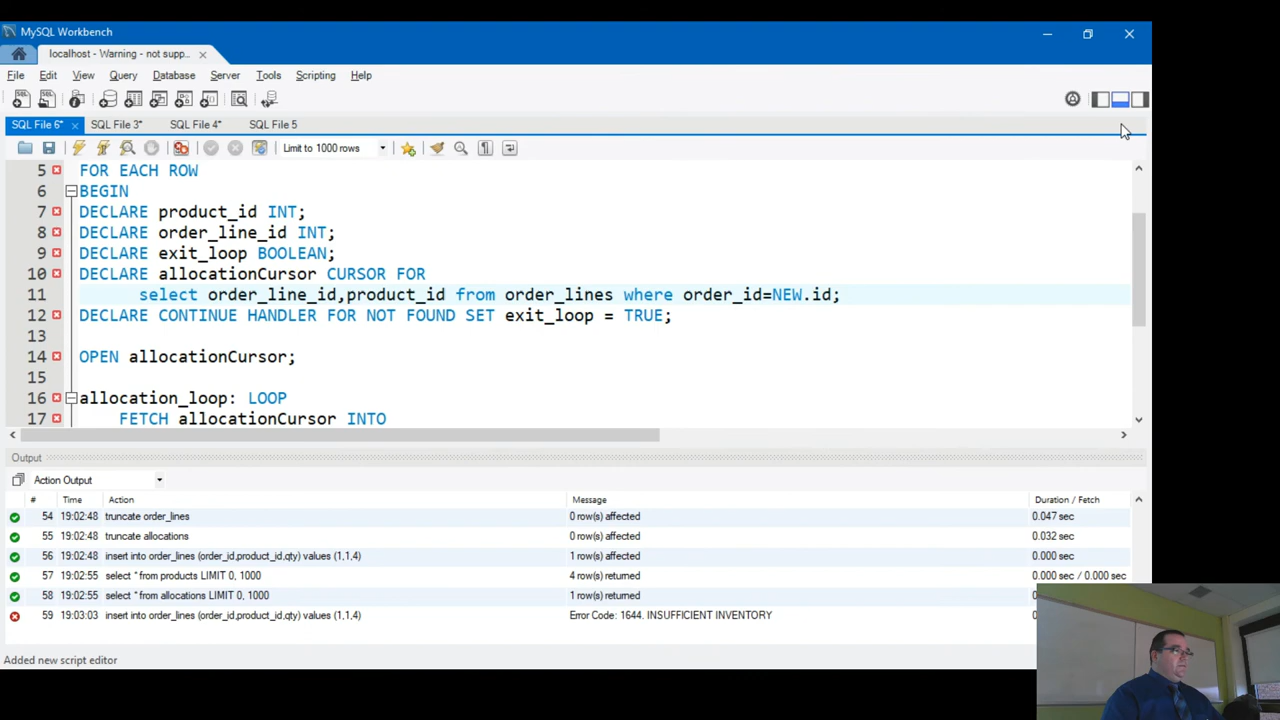 MySQL Workbench
localhost - Warning - not supp...
File Edit View Query Database Server Tools Scripting Help
SQL File 6* SQL File 3* SQL File 4* SQL File 5
Limit to 1000 rows
5 FOR EACH ROW
6 BEGIN
7 DECLARE product_id INT;
8 DECLARE order_line_id INT;
9 DECLARE exit_loop BOOLEAN;
10 DECLARE allocationCursor CURSOR FOR
11 select order_line_id,product_id from order_lines where order_id=NEW.id;
12 DECLARE CONTINUE HANDLER FOR NOT FOUND SET exit_loop = TRUE;
13
14 OPEN allocationCursor;
15
16 allocation_loop: LOOP
17 FETCH allocationCursor INTO
Output
Action Output
# Time Action Message Duration / Fetch
54 19:02:48 truncate order_lines 0 row(s) affected 0.047 sec
55 19:02:48 truncate allocations 0 row(s) affected 0.032 sec
56 19:02:48 insert into order_lines (order_id,product_id,qty) values (1,1,4) 1 row(s) affected 0.000 sec
57 19:02:55 select * from products LIMIT 0, 1000 4 row(s) returned 0.000 sec / 0.000 sec
58 19:02:55 select * from allocations LIMIT 0, 1000 1 row(s) returned
59 19:03:03 insert into order_lines (order_id,product_id,qty) values (1,1,4) Error Code: 1644. INSUFFICIENT INVENTORY
Added new script editor